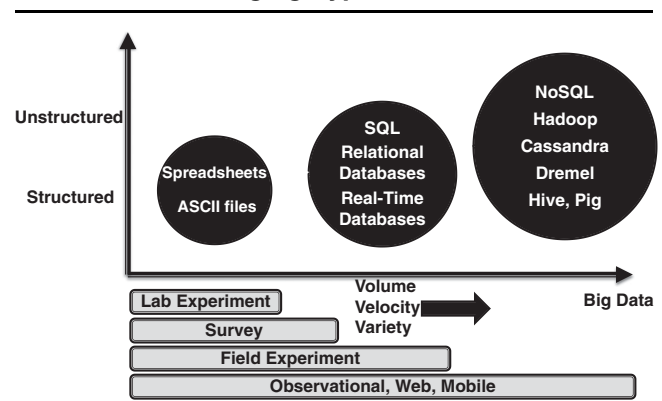 Unstructured
Structured
Spreadsheets
ASCII files
SQL
Relational
Databases
Real-Time
Databases
NoSQL
Hadoop
Cassandra
Dremel
Hive, Pig
Volume
Velocity
Variety
Big Data
Lab Experiment
Survey
Field Experiment
Observational, Web, Mobile